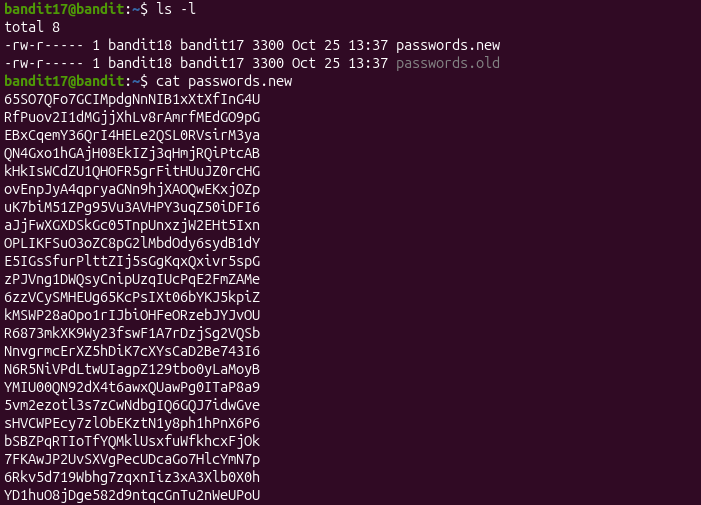 bandit17@bandit:~$ ls -l
total 8
-rw-r----- 1 bandit18 bandit17 3300 Oct 25 13:37 passwords.new
-rw-r----- 1 bandit18 bandit17 3300 Oct 25 13:37 passwords.old
bandit17@bandit:~$ cat passwords.new
65SO7QFo7GCIMpdgNnNIB1xXtXfInG4U
RfPuov2I1dMGjjXhLv8rAmrfMEdGO9pG
EBxCqemY36QrI4HELe2QSL0RVsirM3ya
QN4Gxo1hGAjH08EkIZj3qHmjRQiPtcAB
kHkIsWCdZU1QHOFR5grFitHUuJZ0rcHG
ovEnpJyA4qpryaGNn9hjXAOQwEKxjOZp
uK7biM51ZPg95Vu3AVHPY3uqZ50iDFI6
aJjFwXGXDSkGc05TnpUnxzjW2EHt5Ixn
OPLIKFSuO3oZC8pG2lMbdOdy6sydB1dY
E5IGsSfurPlttZIj5sGgKqxQxivr5spG
zPJVng1DWQsyCnipUzqIUcPqE2FmZAMe
6zzVCySMHEUg65KcPsIXt06bYKJ5kpiZ
kMSWP28aOpo1rIJbiOHFeORzebJYJvOU
R6873mkXK9Wy23fswF1A7rDzjSg2VQSb
NnvgrmcErXZ5hDiK7cXYsCaD2Be743I6
N6R5NiVPdLtwUIagpZ129tbo0yLaMoyB
YMIU00QN92dX4t6awxQUawPg0ITaP8a9
5vm2ezotl3s7zCwNdbgIQ6GQJ7idwGve
sHVCWPEcy7zlObEKztN1y8ph1hPnX6P6
bSBZPqRTIoTfYQMklUsxfuWfkhcxFjOk
7FKAwJP2UvSXVgPecUDcaGo7HlcYmN7p
6Rkv5d719Wbhg7zqxnIiz3xA3Xlb0X0h
YD1huO8jDge582d9ntqcGnTu2nWeUPoU